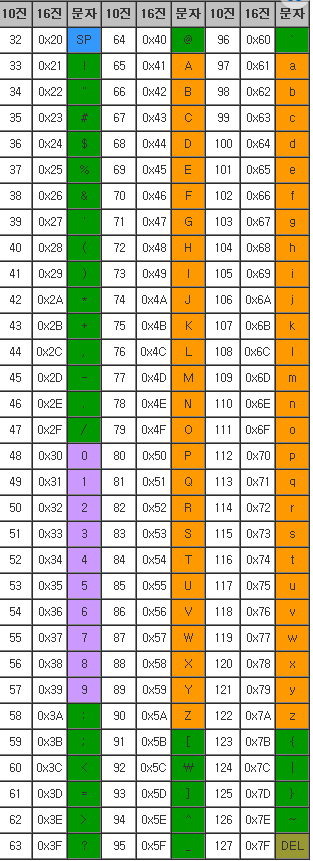 10진 16진 문자 10진 16진 문자 10진 16진 문자
32 0x20 SP 64 0x40 @ 96 0x60 `
33 0x21 ! 65 0x41 A 97 0x61 a
34 0x22 " 66 0x42 B 98 0x62 b
35 0x23 # 67 0x43 C 99 0x63 c
36 0x24 $ 68 0x44 D 100 0x64 d
37 0x25 % 69 0x45 E 101 0x65 e
38 0x26 & 70 0x46 F 102 0x66 f
39 0x27 ' 71 0x47 G 103 0x67 g
40 0x28 ( 72 0x48 H 104 0x68 h
41 0x29 ) 73 0x49 I 105 0x69 i
42 0x2A * 74 0x4A J 106 0x6A j
43 0x2B + 75 0x4B K 107 0x6B k
44 0x2C , 76 0x4C L 108 0x6C l
45 0x2D - 77 0x4D M 109 0x6D m
46 0x2E . 78 0x4E N 110 0x6E n
47 0x2F / 79 0x4F O 111 0x6F o
48 0x30 0 80 0x50 P 112 0x70 p
49 0x31 1 81 0x51 Q 113 0x71 q
50 0x32 2 82 0x52 R 114 0x72 r
51 0x33 3 83 0x53 S 115 0x73 s
52 0x34 4 84 0x54 T 116 0x74 t
53 0x35 5 85 0x55 U 117 0x75 u
54 0x36 6 86 0x56 V 118 0x76 v
55 0x37 7 87 0x57 W 119 0x77 w
56 0x38 8 88 0x58 X 120 0x78 x
57 0x39 9 89 0x59 Y 121 0x79 y
58 0x3A : 90 0x5A Z 122 0x7A z
59 0x3B ; 91 0x5B [ 123 0x7B {
60 0x3C < 92 0x5C ₩ 124 0x7C |
61 0x3D = 93 0x5D ] 125 0x7D }
62 0x3E > 94 0x5E ^ 126 0x7E ~
63 0x3F ? 95 0x5F _ 127 0x7F DEL